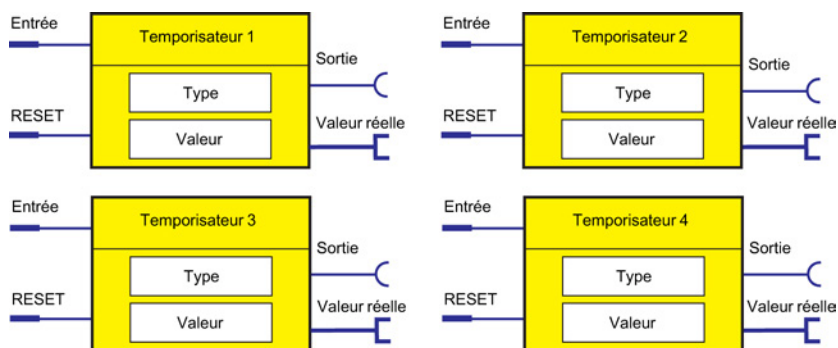 Entrée
Temporisateur 1
Sortie
Type
RESET
Valeur réelle
Valeur
Entrée
Temporisateur 2
Sortie
Type
RESET
Valeur réelle
Valeur
Entrée
Temporisateur 3
Sortie
Type
RESET
Valeur réelle
Valeur
Entrée
Temporisateur 4
Sortie
Type
RESET
Valeur réelle
Valeur